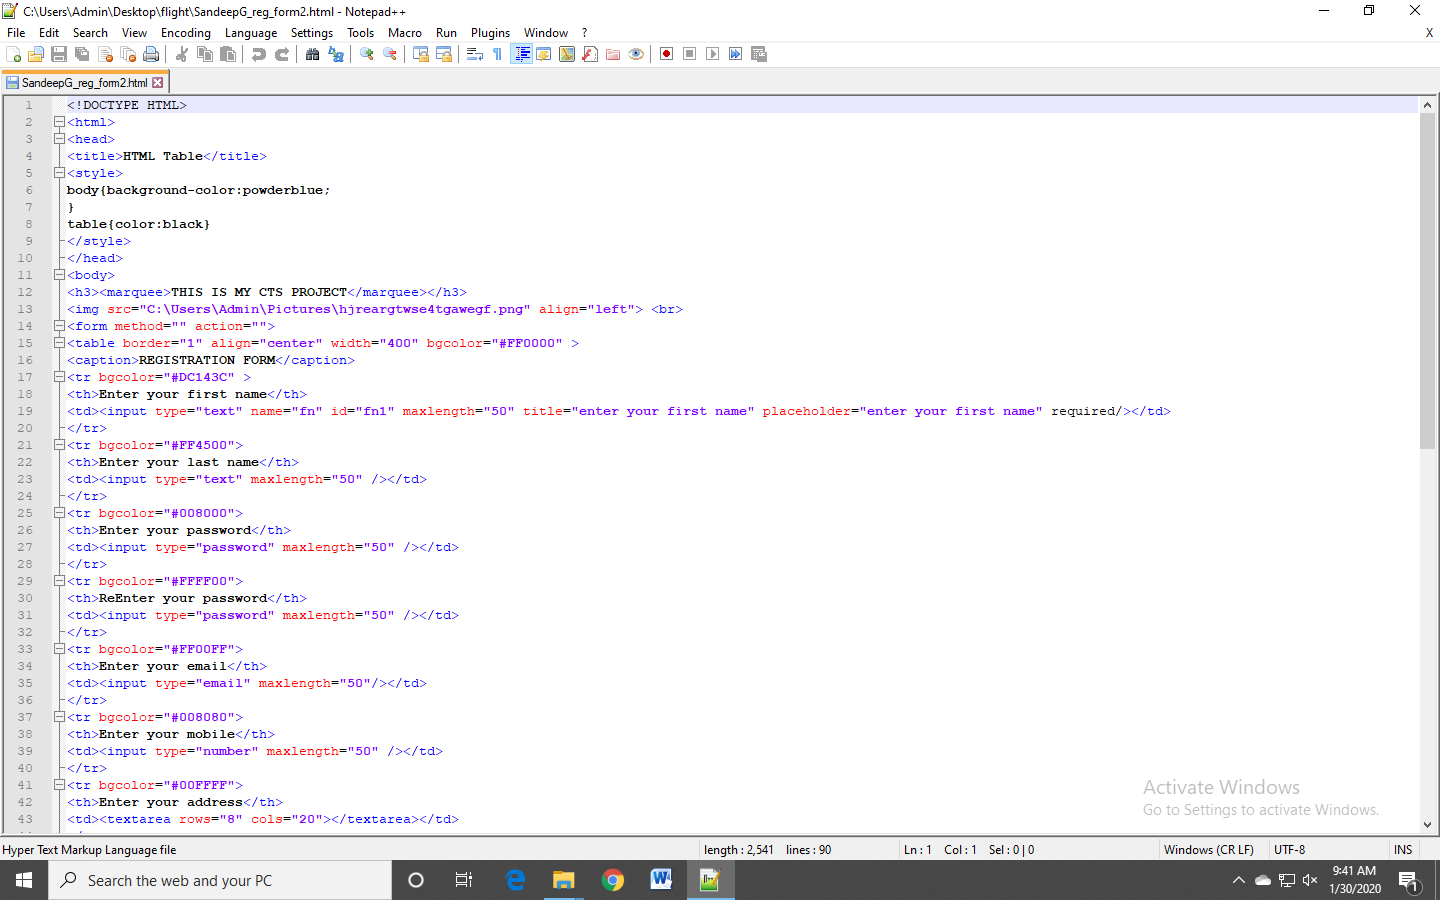 C:\Users\Admin\Desktop\flight\SandeepG_reg_form2.html - Notepad++
File Edit Search View Encoding Language Settings Tools Macro Run Plugins Window ? X
SandeepG_reg_form2.html
1 <!DOCTYPE HTML>
2 <html>
3 <head>
4 <title>HTML Table</title>
5 <style>
6 body{background-color:powderblue;
7 }
8 table{color:black}
9 </style>
10 </head>
11 <body>
12 <h3><marquee>THIS IS MY CTS PROJECT</marquee></h3>
13 <img src="C:\Users\Admin\Pictures\hjreargtwse4tgawegf.png" align="left"> <br>
14 <form method="" action="">
15 <table border="1" align="center" width="400" bgcolor="#FF0000" >
16 <caption>REGISTRATION FORM</caption>
17 <tr bgcolor="#DC143C" >
18 <th>Enter your first name</th>
19 <td><input type="text" name="fn" id="fn1" maxlength="50" title="enter your first name" placeholder="enter your first name" required/></td>
20 </tr>
21 <tr bgcolor="#FF4500">
22 <th>Enter your last name</th>
23 <td><input type="text" maxlength="50" /></td>
24 </tr>
25 <tr bgcolor="#008000">
26 <th>Enter your password</th>
27 <td><input type="password" maxlength="50" /></td>
28 </tr>
29 <tr bgcolor="#FFFF00">
30 <th>ReEnter your password</th>
31 <td><input type="password" maxlength="50" /></td>
32 </tr>
33 <tr bgcolor="#FF00FF">
34 <th>Enter your email</th>
35 <td><input type="email" maxlength="50"/></td>
36 </tr>
37 <tr bgcolor="#008080">
38 <th>Enter your mobile</th>
39 <td><input type="number" maxlength="50" /></td>
40 </tr>
41 <tr bgcolor="#00FFFF">
42 <th>Enter your address</th>
43 <td><textarea rows="8" cols="20"></textarea></td>
Activate Windows
Go to Settings to activate Windows.
Hyper Text Markup Language file length : 2,541 lines : 90 Ln : 1 Col : 1 Sel : 0 | 0 Windows (CR LF) UTF-8 INS
Search the web and your PC
9:41 AM
1/30/2020
1